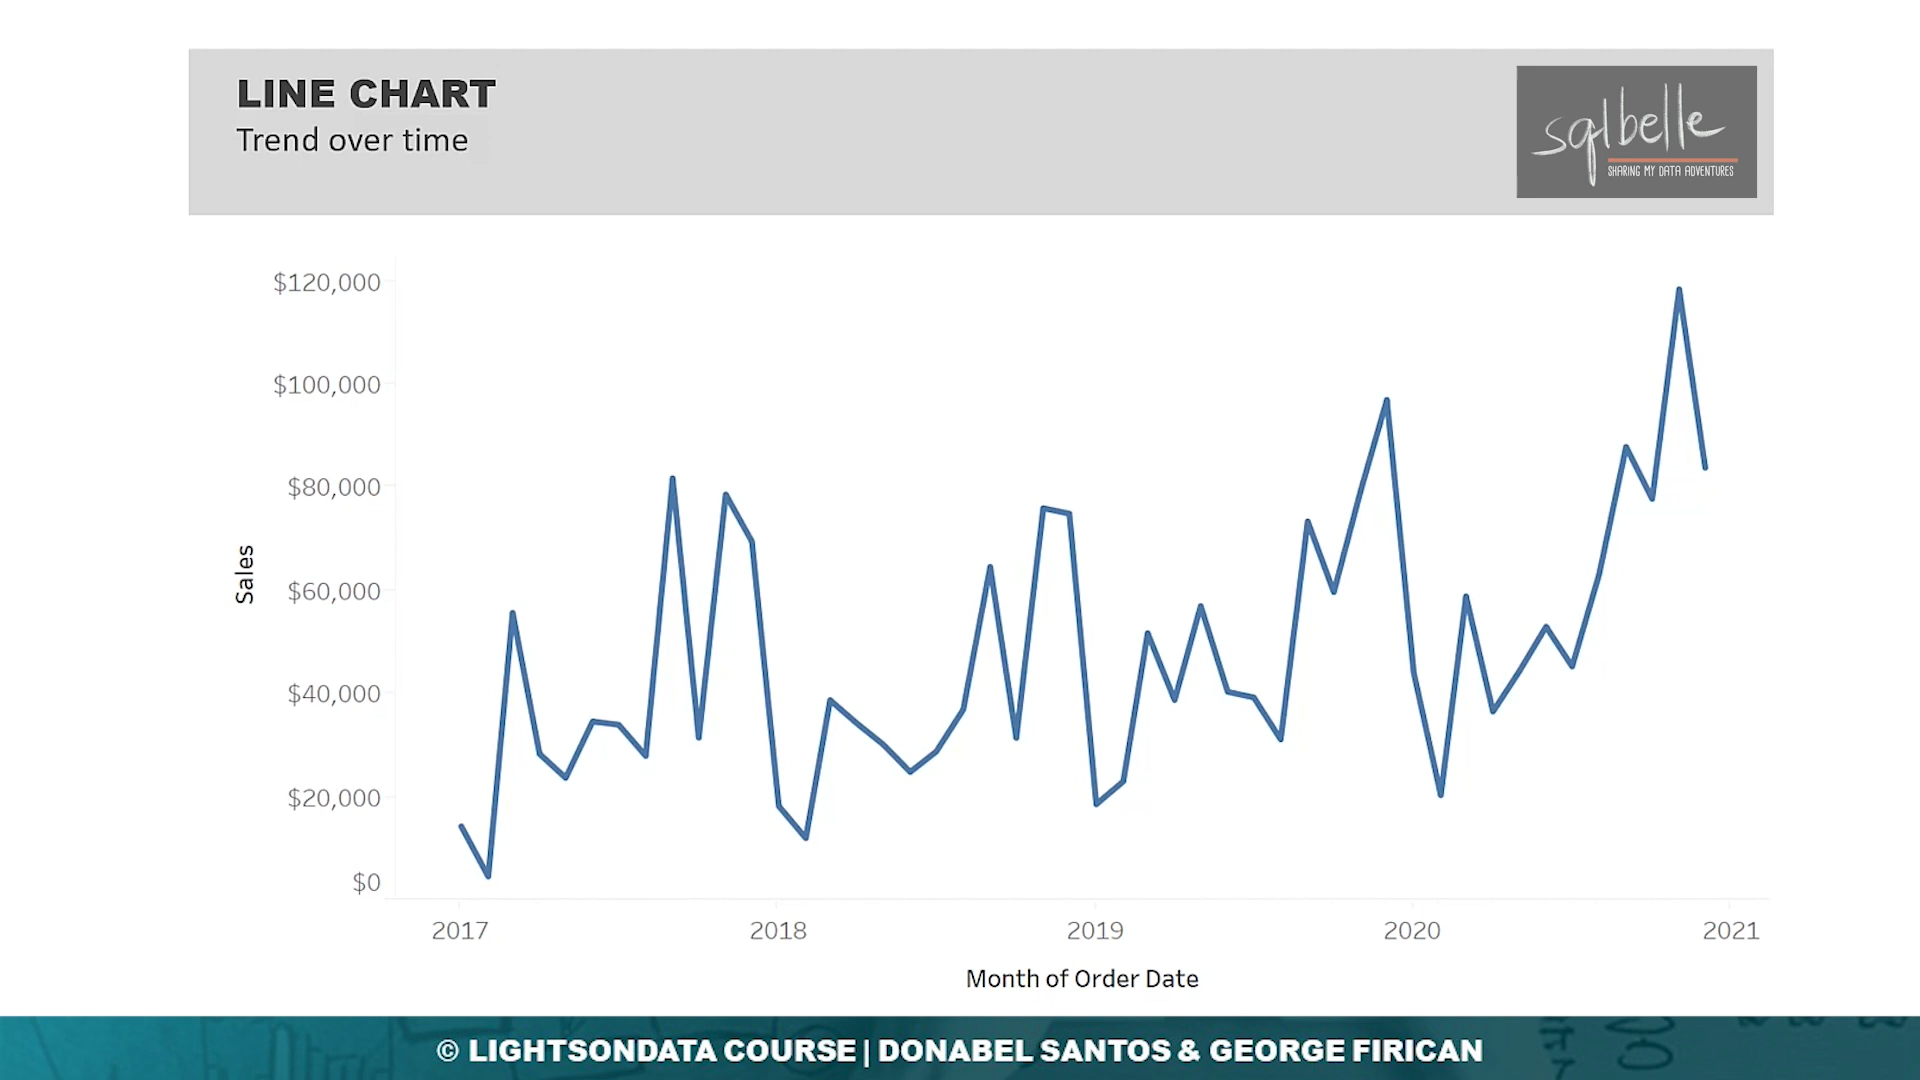 LINE CHART
Trend over time
sqlbelle
SHARING MY DATA ADVENTURES
$120,000
$100,000
$80,000
$60,000
$40,000
$20,000
$0
Sales
2017 2018 2019 2020 2021
Month of Order Date
© LIGHTSONDATA COURSE | DONABEL SANTOS & GEORGE FIRICAN